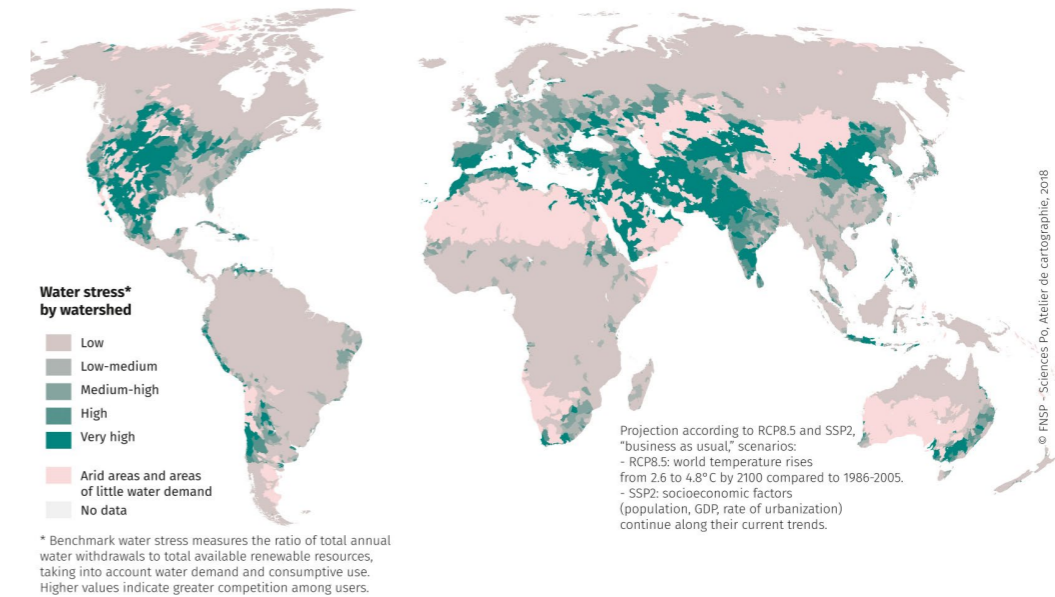 Water stress*
by watershed
Low
Low-medium
Medium-high
High
Very high
Arid areas and areas
of little water demand
No data
* Benchmark water stress measures the ratio of total annual
water withdrawals to total available renewable resources,
taking into account water demand and consumptive use.
Higher values indicate greater competition among users.
Projection according to RCP8.5 and SSP2,
“business as usual,” scenarios:
- RCP8.5: world temperature rises
from 2.6 to 4.8°C by 2100 compared to 1986-2005.
- SSP2: socioeconomic factors
(population, GDP, rate of urbanization)
continue along their current trends.
© FNSP - Sciences Po, Atelier de cartographie, 2018